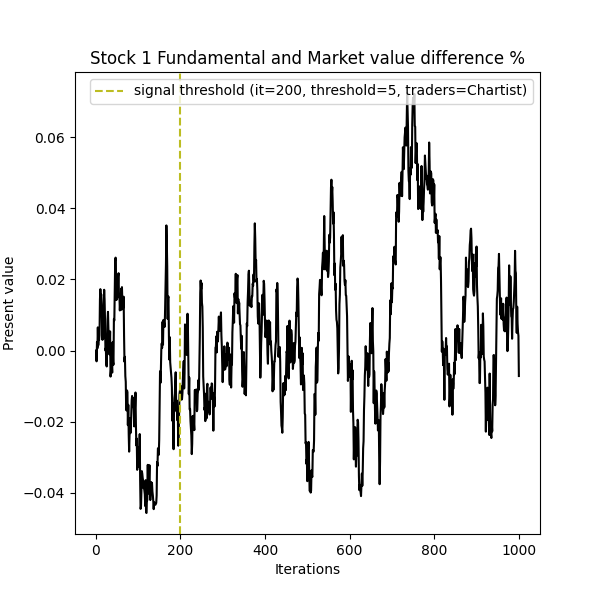 Stock 1 Fundamental and Market value difference %
signal threshold (it=200, threshold=5, traders=Chartist)
0.06
0.04
0.02
0.00
−0.02
−0.04
Present value
0 200 400 600 800 1000
Iterations